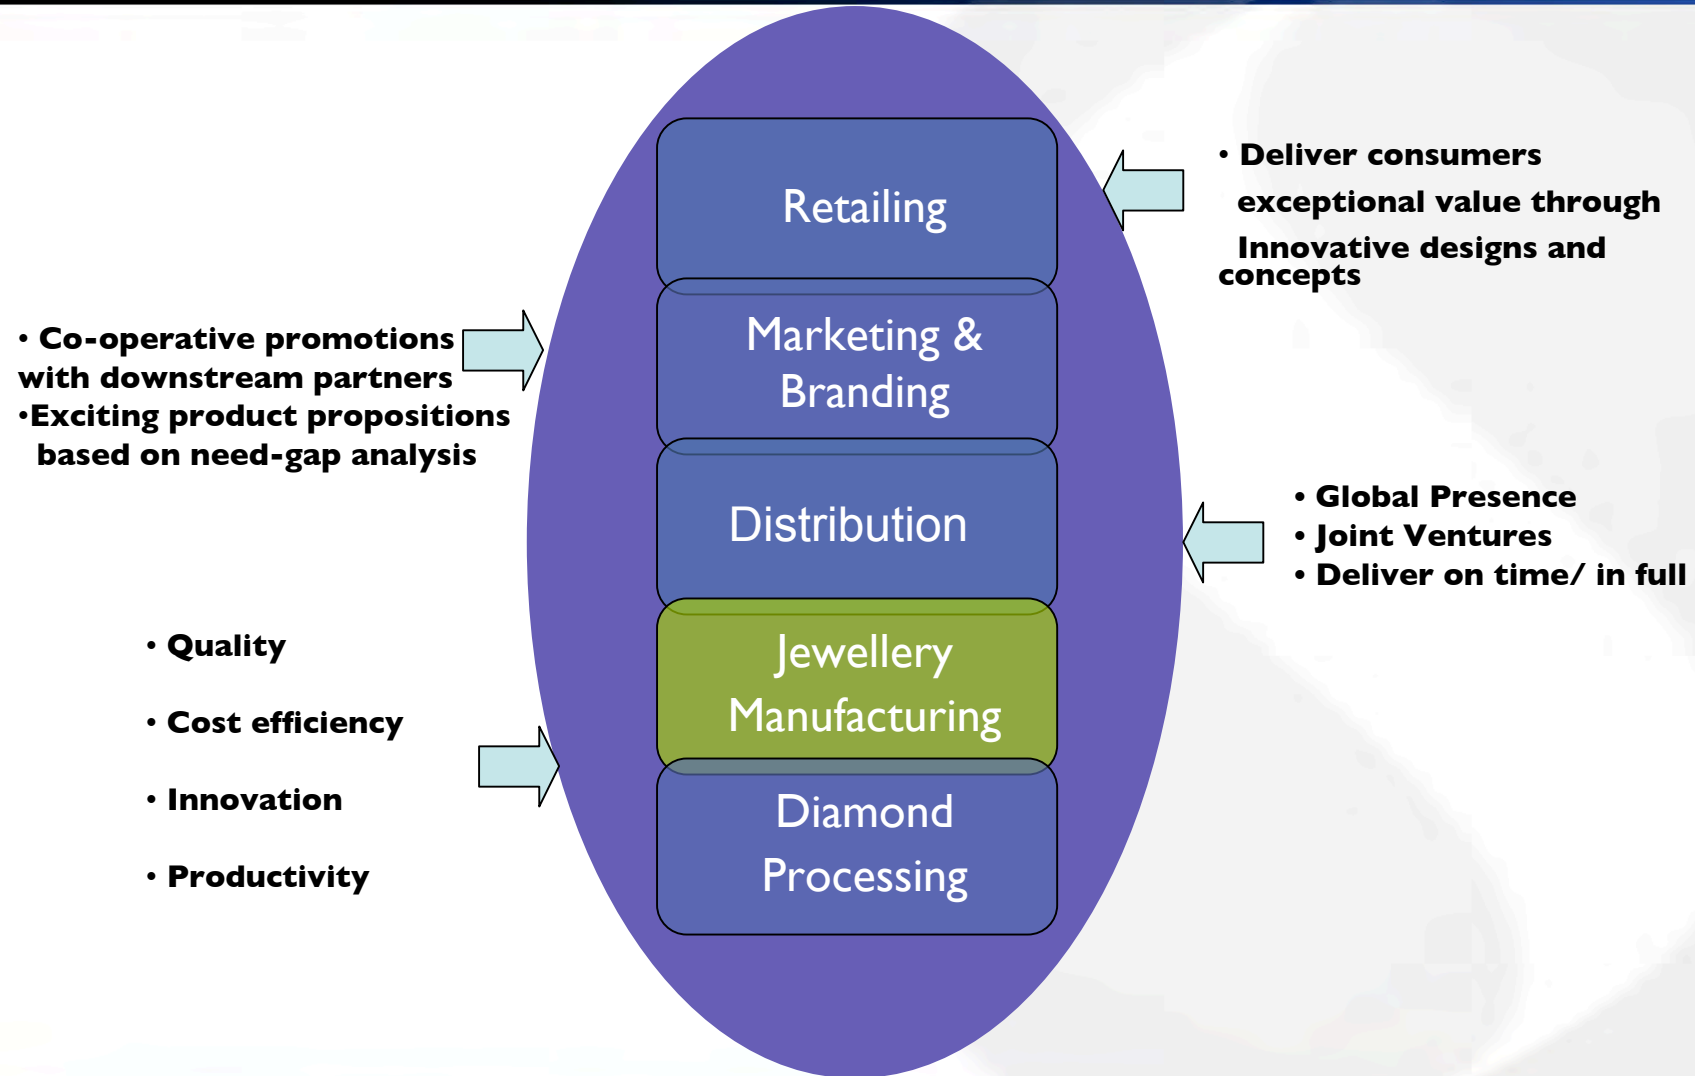 Retailing
Marketing &
Branding
Distribution
Jewellery
Manufacturing
Diamond
Processing
• Deliver consumers
exceptional value through
Innovative designs and
concepts
• Co-operative promotions
with downstream partners
•Exciting product propositions
based on need-gap analysis
• Global Presence
• Joint Ventures
• Deliver on time/ in full
• Quality
• Cost efficiency
• Innovation
• Productivity